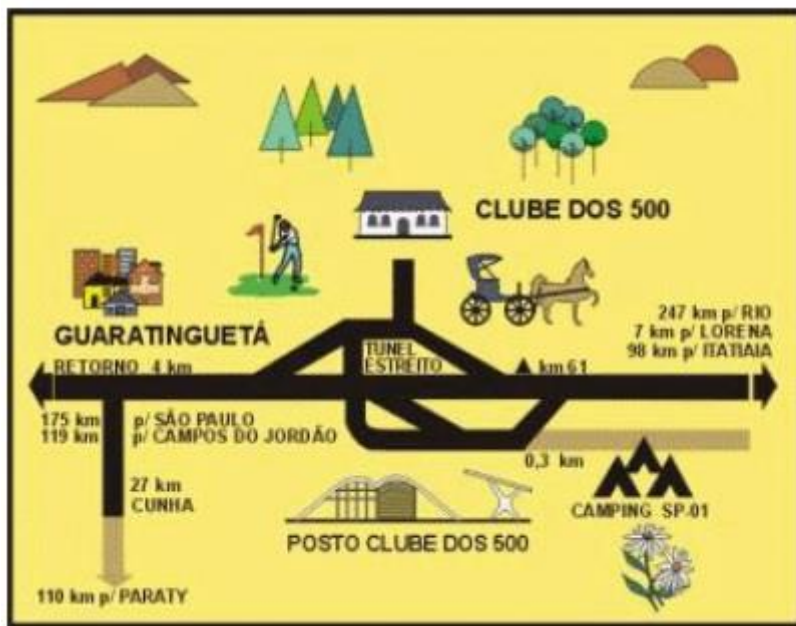 CLUBE DOS 500
247 km p/ RIO
7 km p/ LORENA
98 km p/ ITATIAIA
GUARATINGUETÁ
TUNEL
ESTREITO
RETORNO 4 km
km 61
175 km p/ SÃO PAULO
119 km p/ CAMPOS DO JORDÃO
0,3 km
27 km
CUNHA
CAMPING SP-01
POSTO CLUBE DOS 500
110 km p/ PARATY